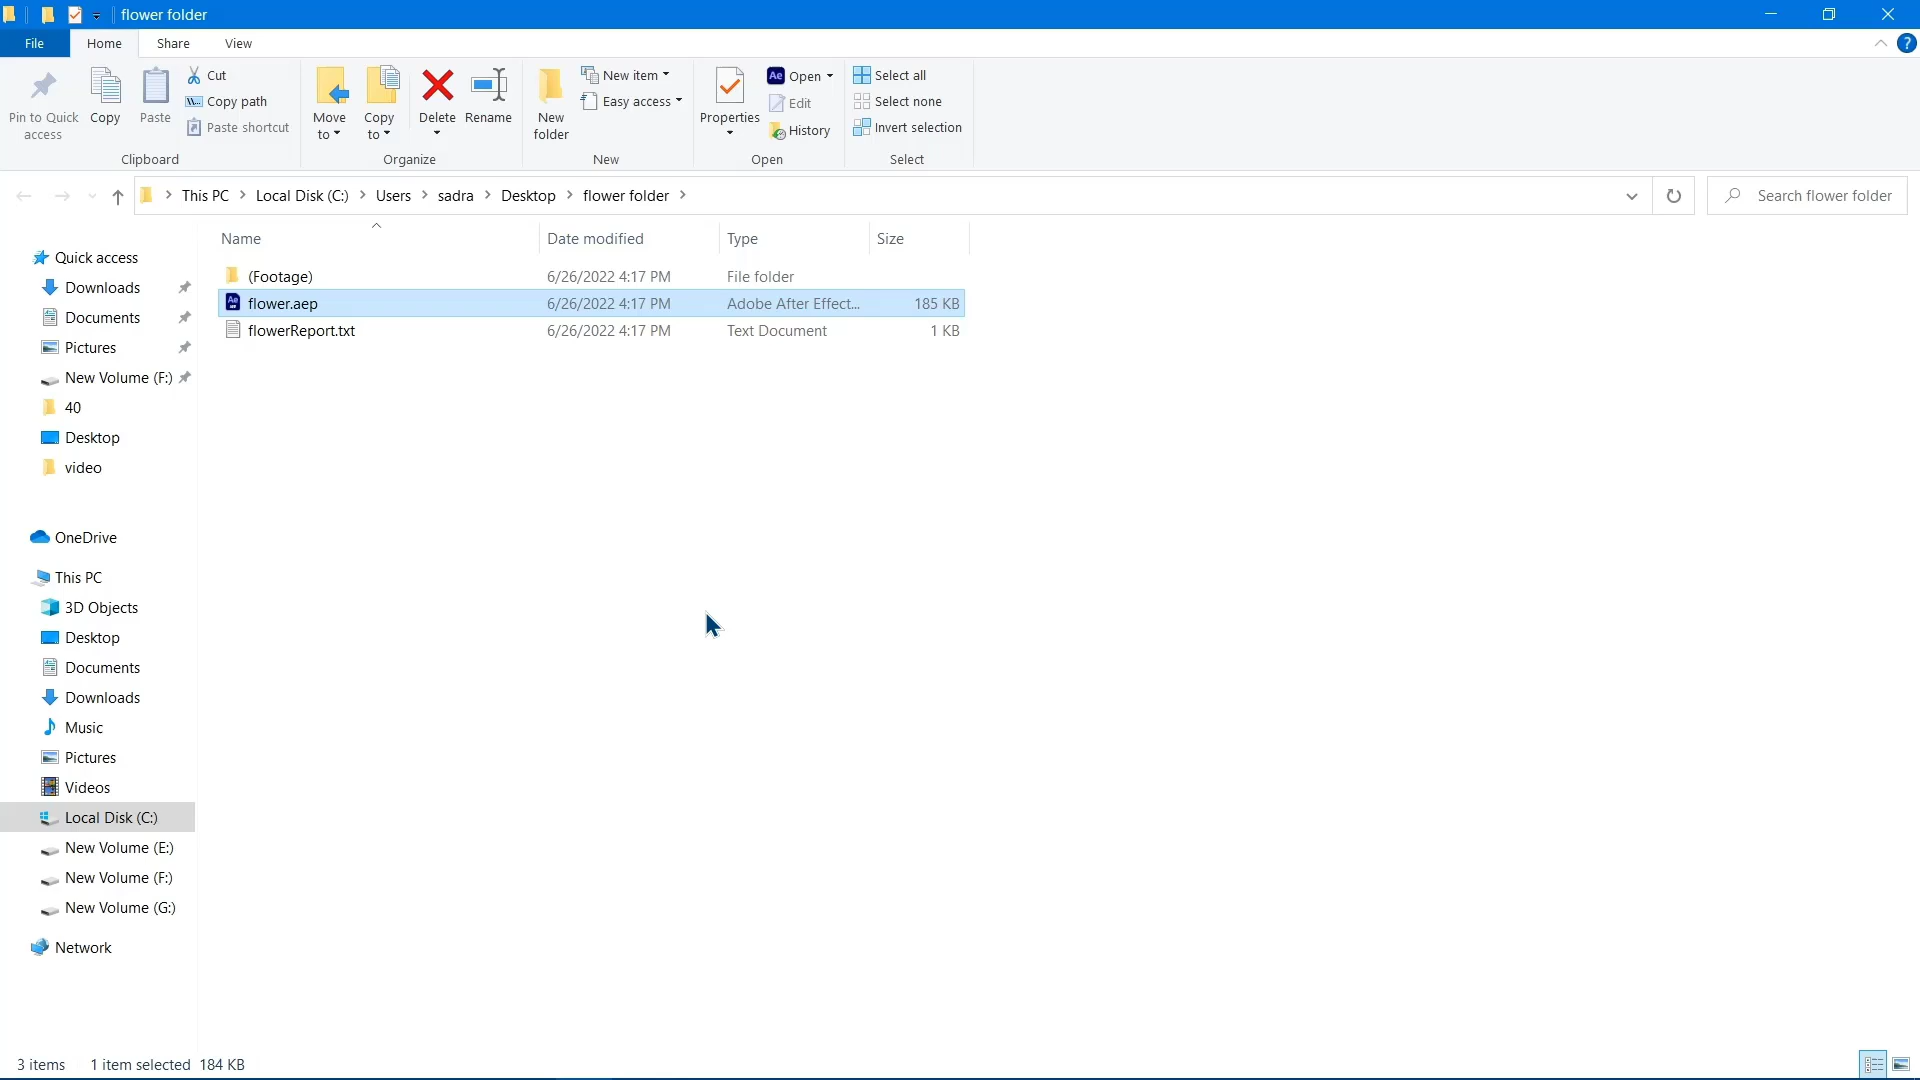 flower folder
File Home Share View
Pin to Quick access
Copy
Paste
Cut
Copy path
Paste shortcut
Clipboard
Move to
Copy to
Delete
Rename
Organize
New folder
New item
Easy access
New
Properties
Open
Edit
History
Open
Select all
Select none
Invert selection
Select
This PC > Local Disk (C:) > Users > sadra > Desktop > flower folder >
Search flower folder
Name Date modified Type Size
(Footage) 6/26/2022 4:17 PM File folder
flower.aep 6/26/2022 4:17 PM Adobe After Effect... 185 KB
flowerReport.txt 6/26/2022 4:17 PM Text Document 1 KB
Quick access
Downloads
Documents
Pictures
New Volume (F:)
40
Desktop
video
OneDrive
This PC
3D Objects
Desktop
Documents
Downloads
Music
Pictures
Videos
Local Disk (C:)
New Volume (E:)
New Volume (F:)
New Volume (G:)
Network
3 items 1 item selected 184 KB